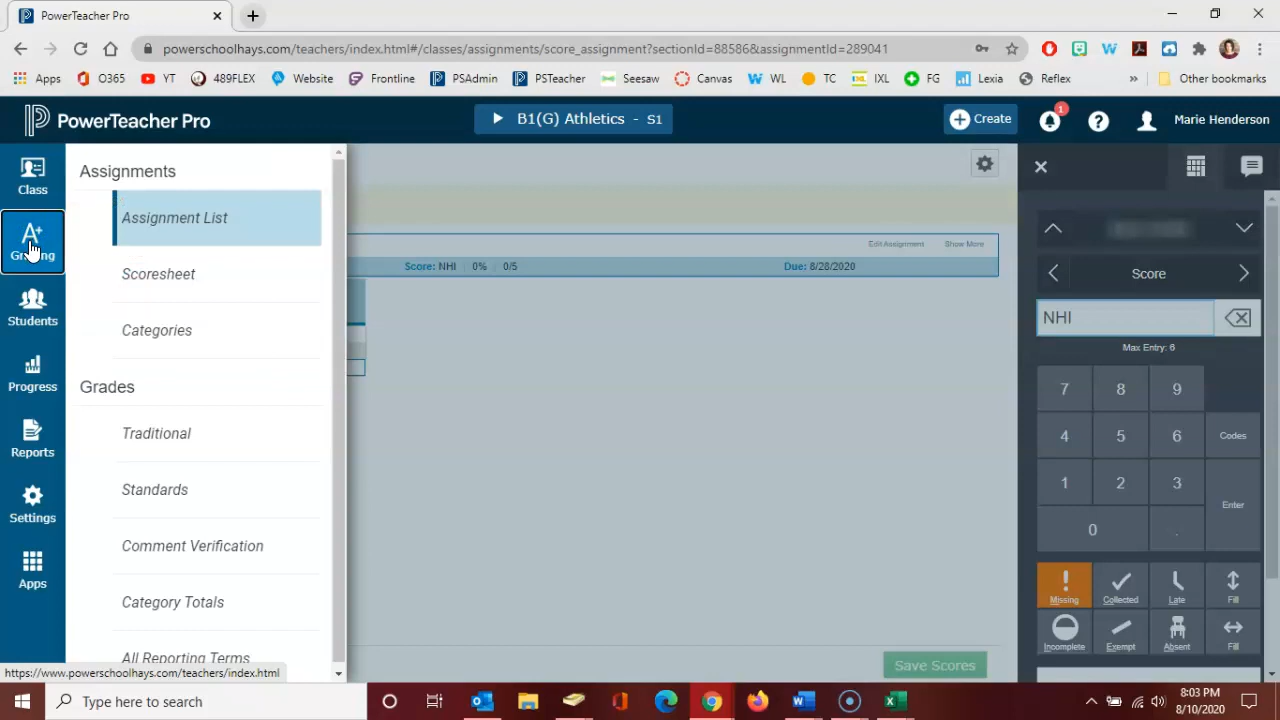 PowerTeacher Pro
powerschoolhays.com/teachers/index.html#/classes/assignments/score_assignment?sectionId=88586&assignmentId=289041
Apps O365 YT 489FLEX Website Frontline PSAdmin PSTeacher Seesaw Canvas WL TC IXL FG Lexia Reflex » Other bookmarks
PowerTeacher Pro
B1(G) Athletics - S1
Create
1
Marie Henderson
Class
Grading
Students
Progress
Reports
Settings
Apps
Assignments
Assignment List
Scoresheet
Categories
Grades
Traditional
Standards
Comment Verification
Category Totals
All Reporting Terms
Edit Assignment Show More
Score: NHI 0% 0/5 Due: 8/28/2020
Save Scores
Score
NHI
Max Entry: 6
7 8 9
4 5 6 Codes
1 2 3
Enter
0 .
Missing Collected Late Fill
Incomplete Exempt Absent Fill
https://www.powerschoolhays.com/teachers/index.html
Type here to search
8:03 PM
8/10/2020